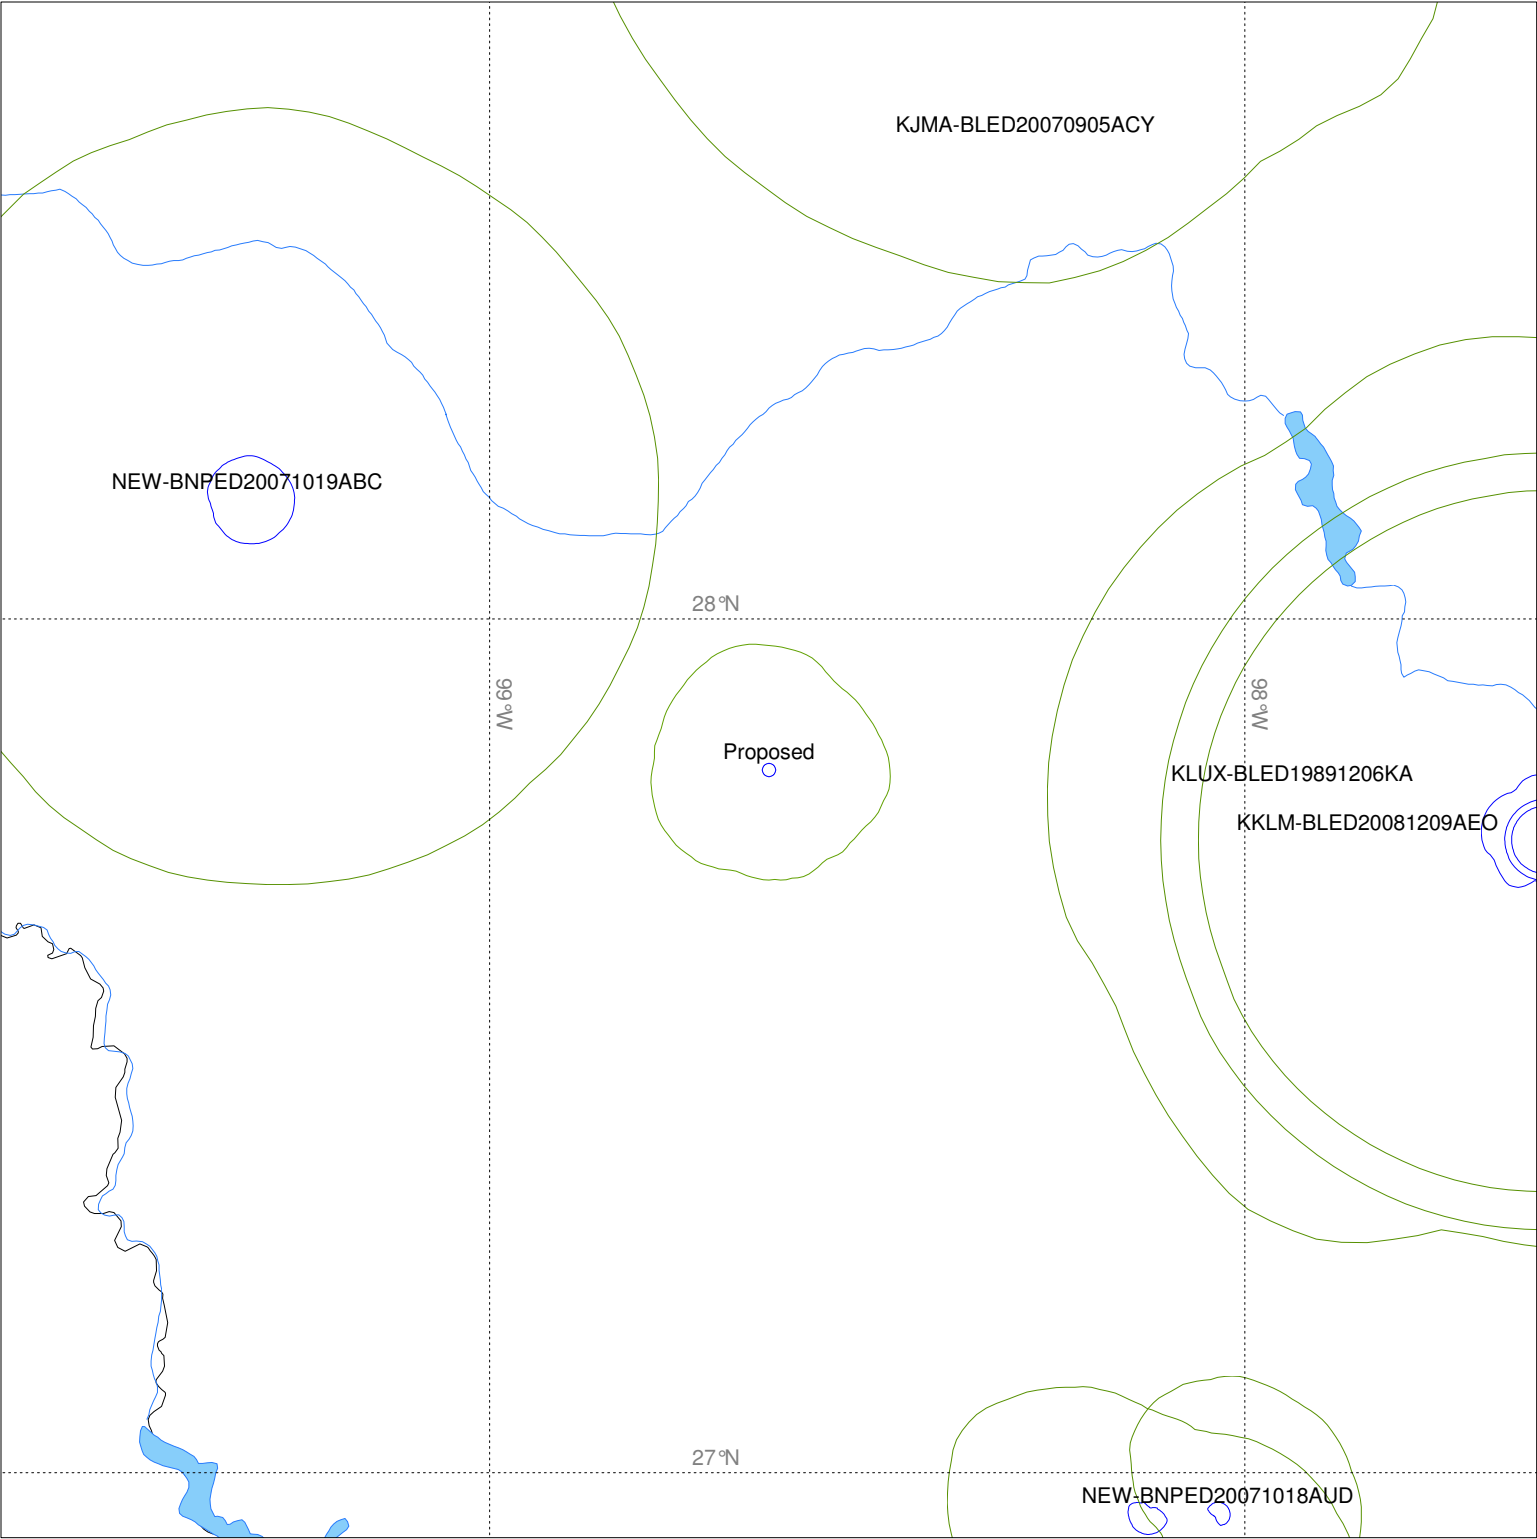 KJMA-BLED20070905ACY
NEW-BNPED20071019ABC
28°N
99°W
98°W
Proposed
KLUX-BLED19891206KA
KKLM-BLED20081209AEO
27°N
NEW-BNPED20071018AUD